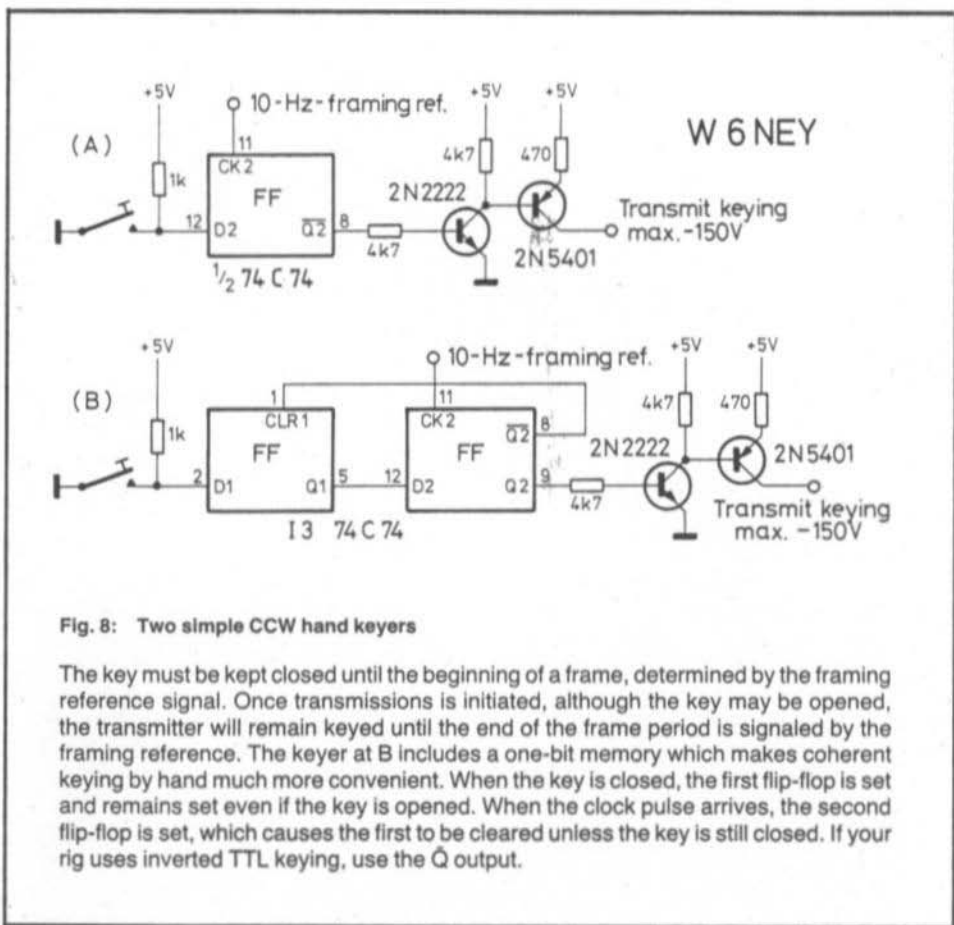 +5V
10-Hz-framing ref.
+5V
+5V
(A)
W 6 NEY
11
CK2
4k7
470
1k
FF
2N2222
12
D2
Q̅2̅
8
4k7
Transmit keying
max. -150V
2N5401
1/2 74 C 74
+5V
10-Hz-framing ref.
+5V
+5V
(B)
1
11
CLR1
CK2
4k7
470
1k
FF
FF
Q̅2̅
8
2N2222
2N5401
2
D1
Q1
5
12
D2
Q2
9
4k7
Transmit keying
max. -150V
I3 74 C 74
Fig. 8: Two simple CCW hand keyers
The key must be kept closed until the beginning of a frame, determined by the framing
reference signal. Once transmissions is initiated, although the key may be opened,
the transmitter will remain keyed until the end of the frame period is signaled by the
framing reference. The keyer at B includes a one-bit memory which makes coherent
keying by hand much more convenient. When the key is closed, the first flip-flop is set
and remains set even if the key is opened. When the clock pulse arrives, the second
flip-flop is set, which causes the first to be cleared unless the key is still closed. If your
rig uses inverted TTL keying, use the Q̄ output.